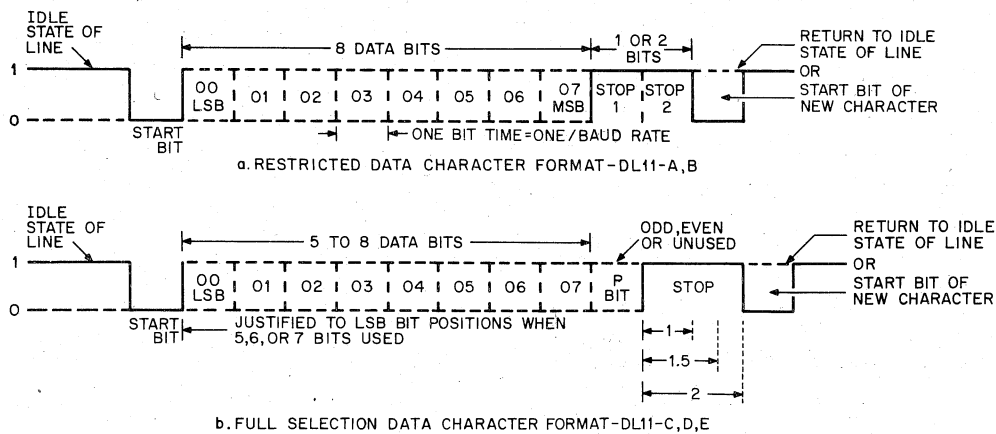 IDLE
STATE OF
LINE
8 DATA BITS
1 OR 2
BITS
RETURN TO IDLE
STATE OF LINE
OR
START BIT OF
NEW CHARACTER
1
0
START
BIT
00
LSB
01
02
03
04
05
06
07
MSB
STOP
1
STOP
2
ONE BIT TIME=ONE/BAUD RATE
a. RESTRICTED DATA CHARACTER FORMAT-DL11-A,B
IDLE
STATE OF
LINE
5 TO 8 DATA BITS
ODD,EVEN
OR UNUSED
RETURN TO IDLE
STATE OF LINE
OR
START BIT OF
NEW CHARACTER
1
0
START
BIT
00
LSB
01
02
03
04
05
06
07
P
BIT
STOP
JUSTIFIED TO LSB BIT POSITIONS WHEN
5,6,OR 7 BITS USED
1
1.5
2
b. FULL SELECTION DATA CHARACTER FORMAT-DL11-C,D,E